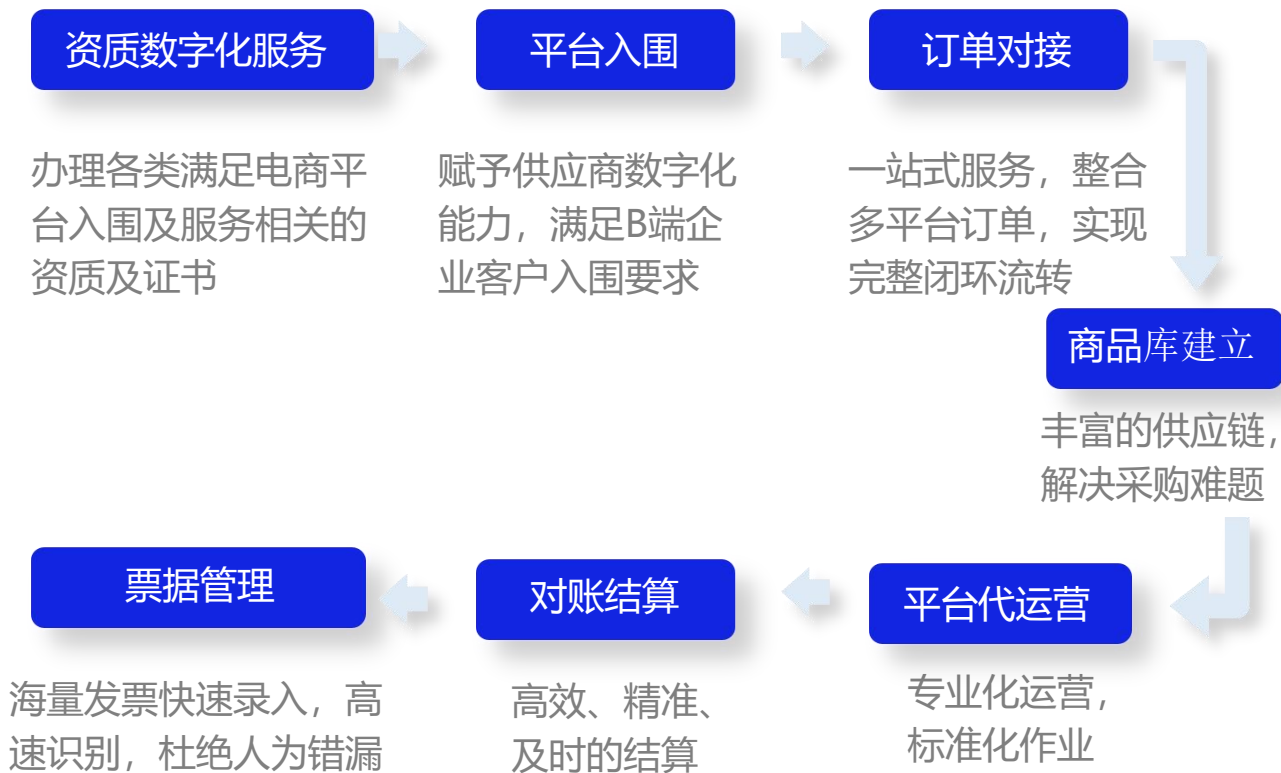 资质数字化服务
平台入围
订单对接
办理各类满足电商平
台入围及服务相关的
资质及证书
赋予供应商数字化
能力，满足B端企
业客户入围要求
一站式服务，整合
多平台订单，实现
完整闭环流转
商品库建立
丰富的供应链，
解决采购难题
平台代运营
专业化运营，
标准化作业
对账结算
高效、精准、
及时的结算
票据管理
海量发票快速录入，高
速识别，杜绝人为错漏